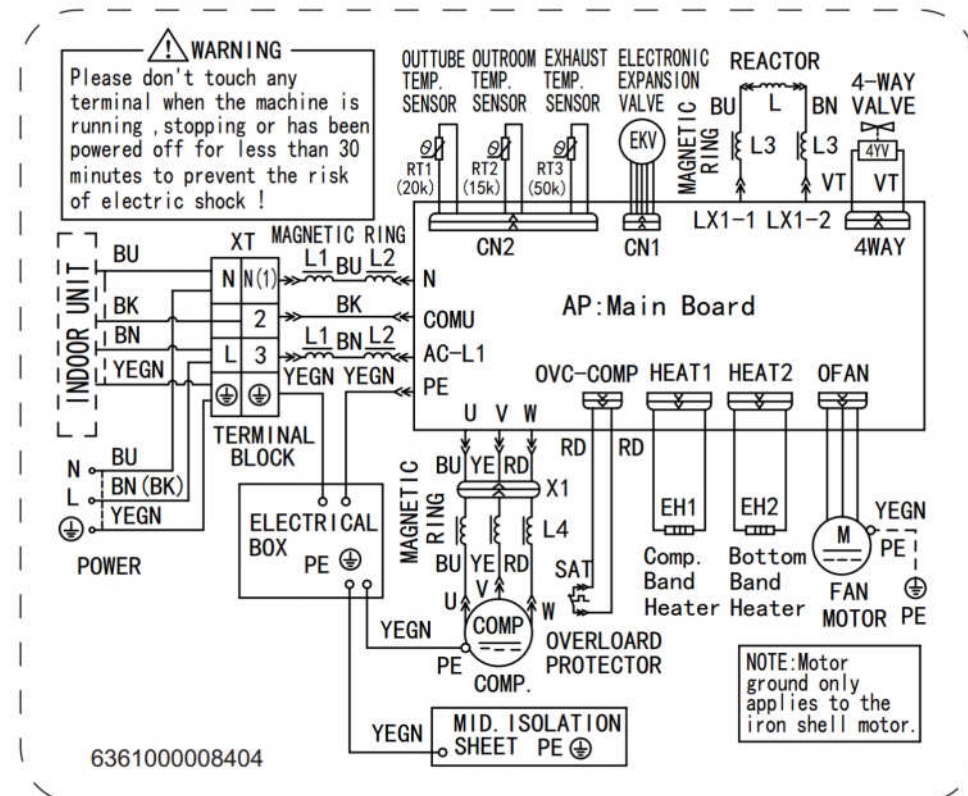 WARNING
Please don't touch any
terminal when the machine is
running ,stopping or has been
powered off for less than 30
minutes to prevent the risk
of electric shock !
OUTTUBE TEMP. SENSOR
OUTROOM TEMP. SENSOR
EXHAUST TEMP. SENSOR
ELECTRONIC EXPANSION VALVE
REACTOR
4-WAY VALVE
BU L BN
MAGNETIC RING
L3 L3
VT VT
4YV
EKV
θ θ θ
RT1 (20k)
RT2 (15k)
RT3 (50k)
CN2
CN1
LX1-1 LX1-2
4WAY
INDOOR UNIT
BU
BK
BN
YEGN
XT
N N(1)
2
L 3
TERMINAL BLOCK
MAGNETIC RING
L1 BU L2
BK
L1 BN L2
YEGN YEGN
N
COMU
AC-L1
PE
AP:Main Board
OVC-COMP HEAT1 HEAT2 OFAN
U V W
RD RD
N BU
L BN(BK)
YEGN
POWER
ELECTRICAL BOX
PE
MAGNETIC RING
BU YE RD
X1
L4
BU YE RD
U V W
COMP
PE
COMP.
YEGN
SAT
OVERLOARD PROTECTOR
EH1
Comp. Band Heater
EH2
Bottom Band Heater
M
FAN MOTOR
YEGN
PE
PE
YEGN
MID. ISOLATION
SHEET PE
NOTE:Motor
ground only
applies to the
iron shell motor.
6361000008404